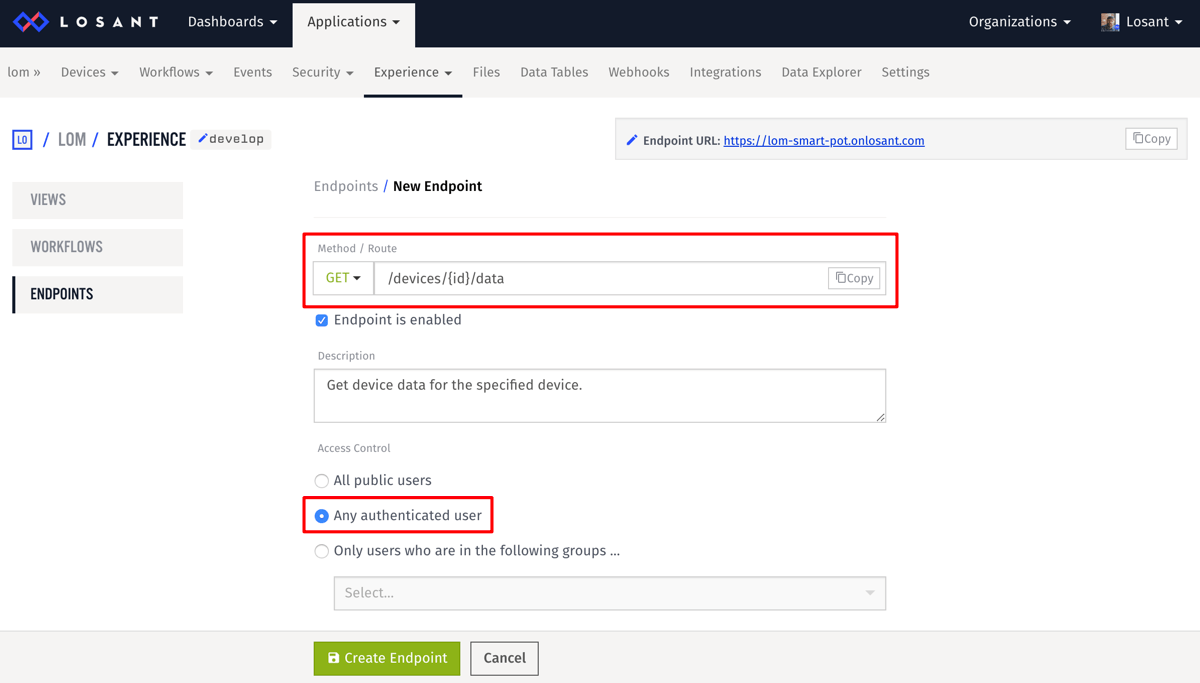 LOSANT Dashboards Applications Organizations Losant
lom » Devices Workflows Events Security Experience Files Data Tables Webhooks Integrations Data Explorer Settings
LO / LOM / EXPERIENCE develop
Endpoint URL: https://lom-smart-pot.onlosant.com Copy
VIEWS
WORKFLOWS
ENDPOINTS
Endpoints / New Endpoint
Method / Route
GET /devices/{id}/data Copy
Endpoint is enabled
Description
Get device data for the specified device.
Access Control
All public users
Any authenticated user
Only users who are in the following groups ...
Select...
Create Endpoint Cancel